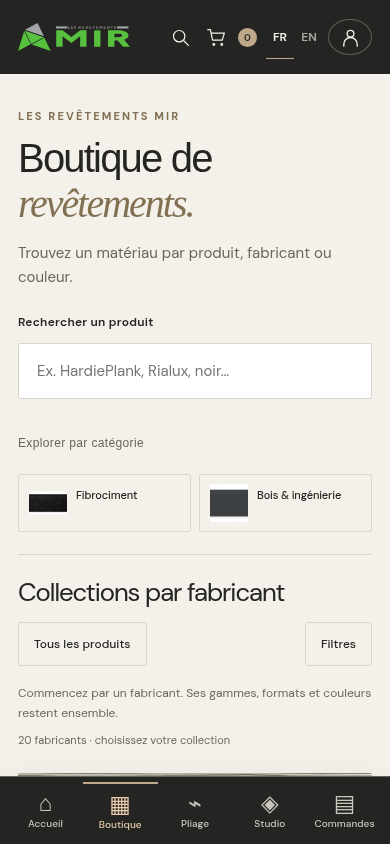 LES REVÊTEMENTS
MIR
0
FR
EN
LES REVÊTEMENTS MIR
Boutique de
revêtements.
Trouvez un matériau par produit, fabricant ou
couleur.
Rechercher un produit
Ex. HardiePlank, Rialux, noir...
Explorer par catégorie
Fibrociment
Bois & ingénierie
Collections par fabricant
Tous les produits
Filtres
Commencez par un fabricant. Ses gammes, formats et couleurs
restent ensemble.
20 fabricants · choisissez votre collection
Accueil
Boutique
Pliage
Studio
Commandes